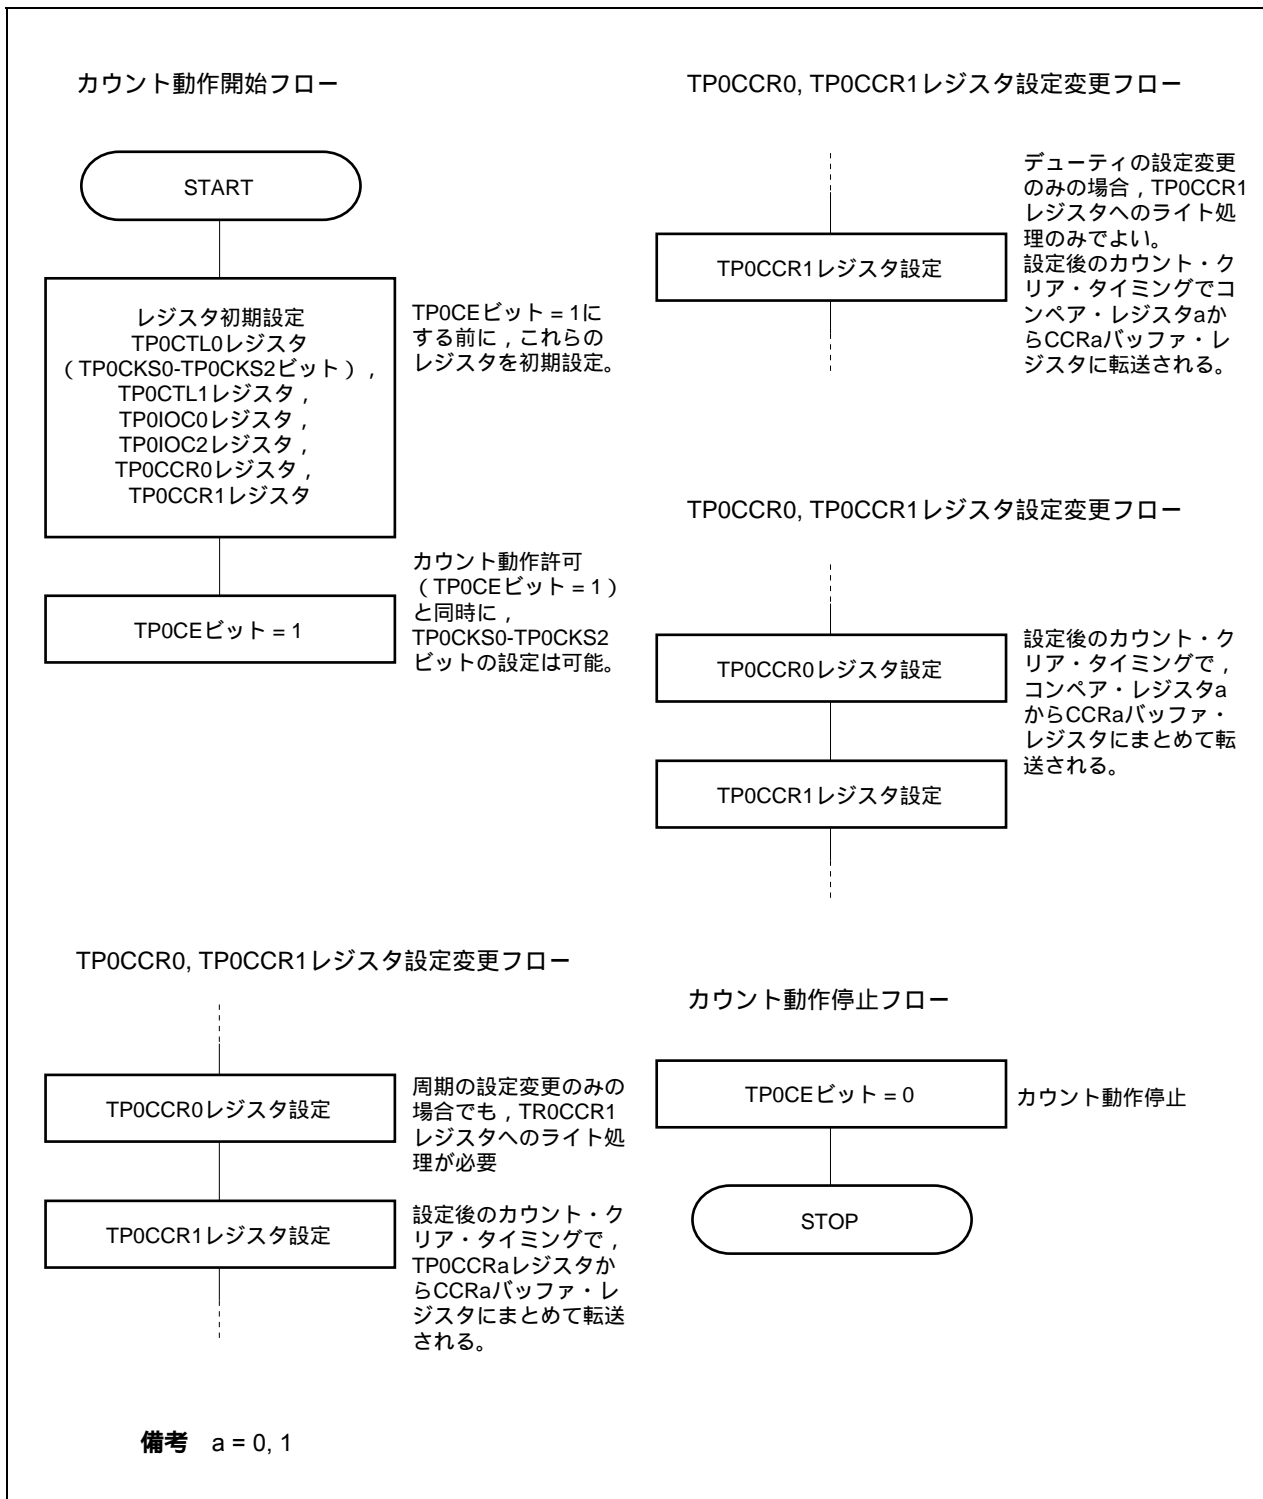 カウント動作開始フロー
START
レジスタ初期設定
TP0CTL0レジスタ
（TP0CKS0-TP0CKS2ビット），
TP0CTL1レジスタ，
TP0IOC0レジスタ，
TP0IOC2レジスタ，
TP0CCR0レジスタ，
TP0CCR1レジスタ
TP0CEビット = 1に
する前に，これらの
レジスタを初期設定。
TP0CEビット = 1
カウント動作許可
（TP0CEビット = 1）
と同時に，
TP0CKS0-TP0CKS2
ビットの設定は可能。
TP0CCR0, TP0CCR1レジスタ設定変更フロー
TP0CCR0レジスタ設定
周期の設定変更のみの
場合でも，TR0CCR1
レジスタへのライト処
理が必要
TP0CCR1レジスタ設定
設定後のカウント・ク
リア・タイミングで，
TP0CCRaレジスタか
らCCRaバッファ・レ
ジスタにまとめて転送
される。
TP0CCR0, TP0CCR1レジスタ設定変更フロー
TP0CCR1レジスタ設定
デューティの設定変更
のみの場合，TP0CCR1
レジスタへのライト処
理のみでよい。
設定後のカウント・ク
リア・タイミングでコ
ンペア・レジスタaか
らCCRaバッファ・レ
ジスタに転送される。
TP0CCR0, TP0CCR1レジスタ設定変更フロー
TP0CCR0レジスタ設定
設定後のカウント・ク
リア・タイミングで，
コンペア・レジスタa
からCCRaバッファ・
レジスタにまとめて転
送される。
TP0CCR1レジスタ設定
カウント動作停止フロー
TP0CEビット = 0
カウント動作停止
STOP
備考 a = 0, 1